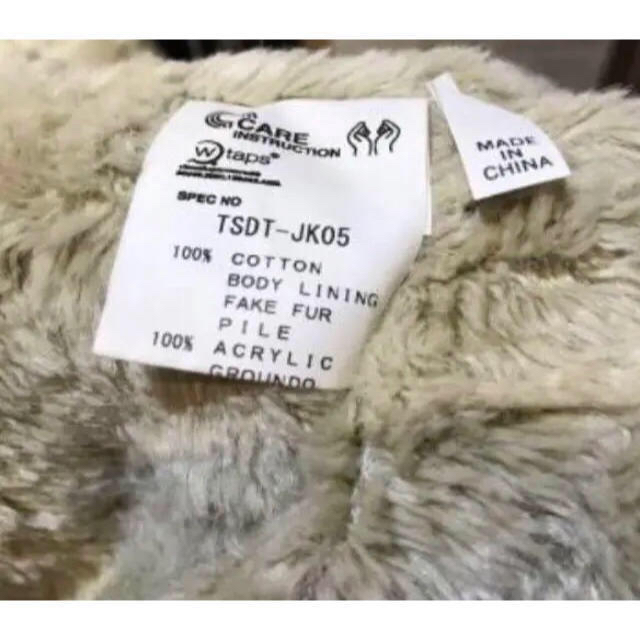 CARE
INSTRUCTION
W taps®
SPEC NO
TSDT-JK05
100% COTTON
BODY LINING
FAKE FUR
PILE
100% ACRYLIC
GROUNDO
MADE
IN
CHINA